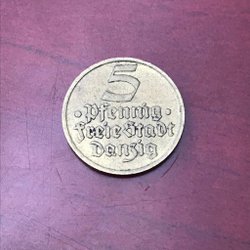 5
· Pfennig ·
Freie Stadt
Danzig